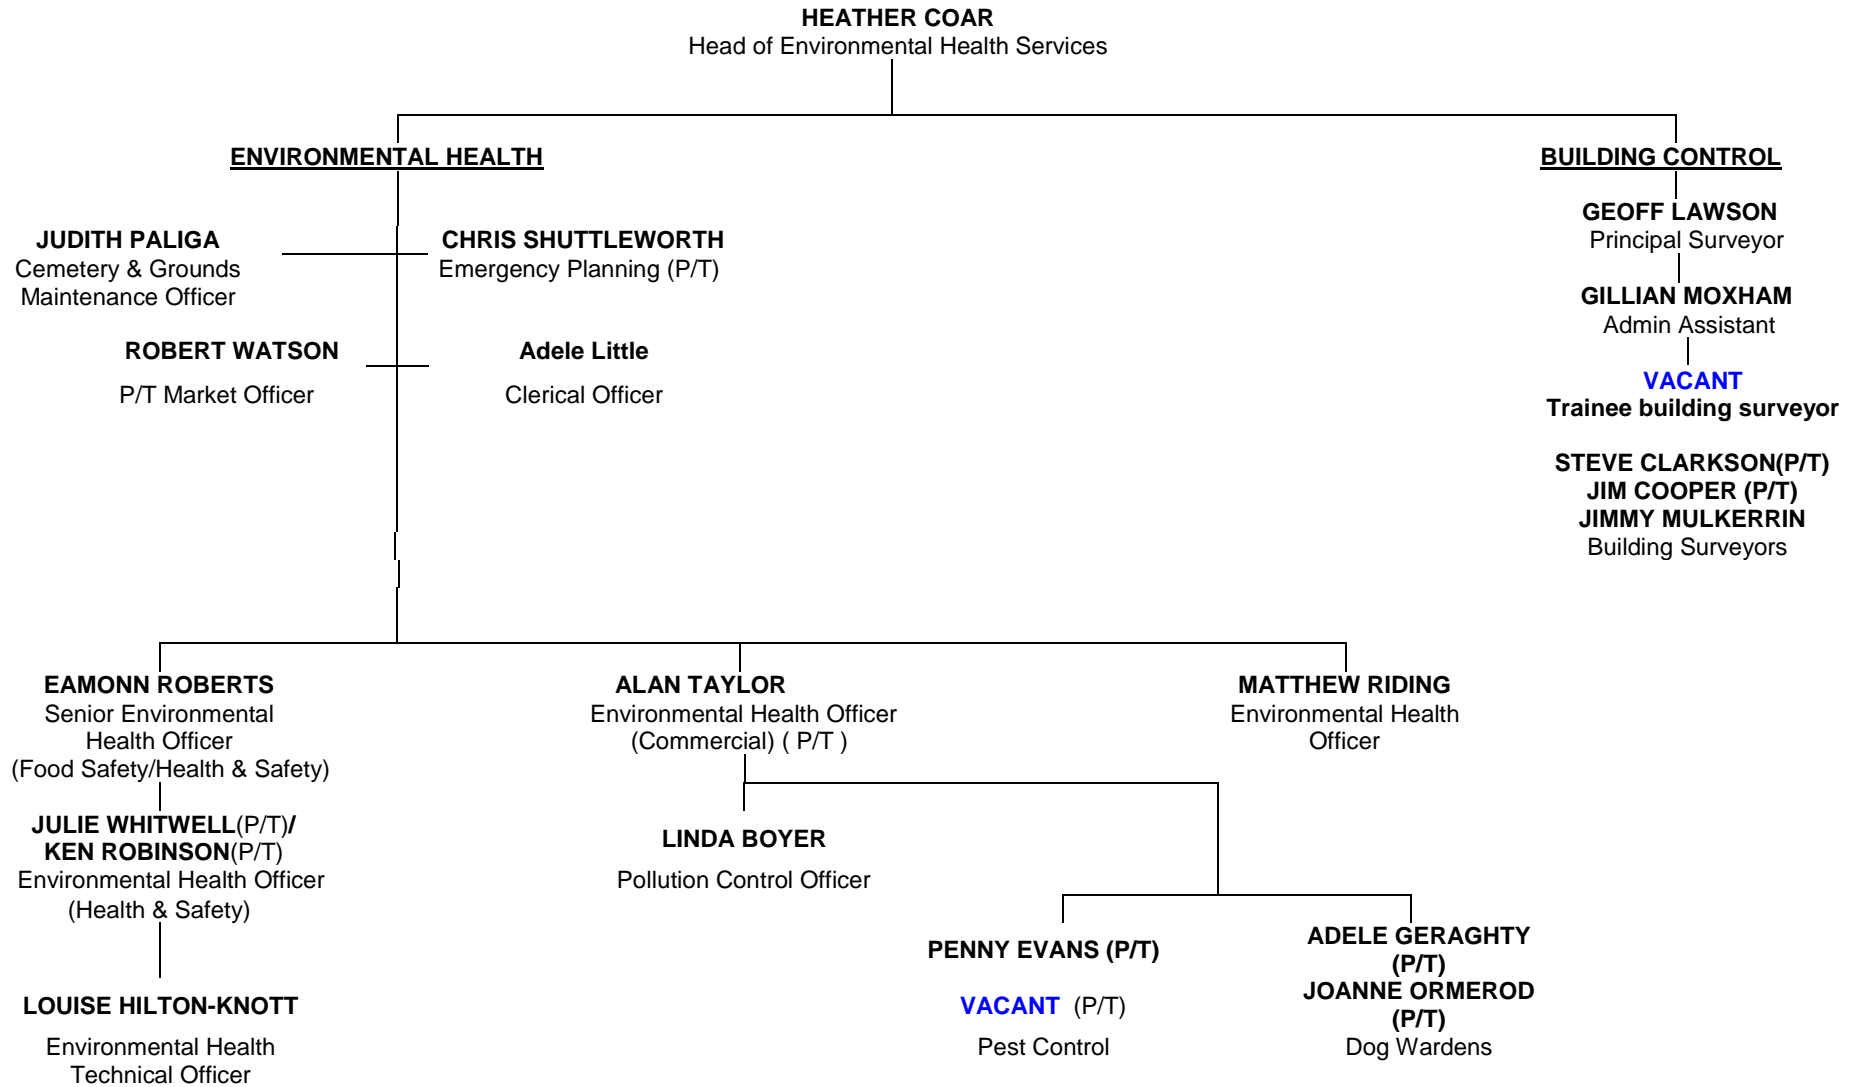 HEATHER COAR
Head of Environmental Health Services
ENVIRONMENTAL HEALTH
JUDITH PALIGA
Cemetery & Grounds
Maintenance Officer
CHRIS SHUTTLEWORTH
Emergency Planning (P/T)
ROBERT WATSON
P/T Market Officer
Adele Little
Clerical Officer
BUILDING CONTROL
GEOFF LAWSON
Principal Surveyor
GILLIAN MOXHAM
Admin Assistant
VACANT
Trainee building surveyor
STEVE CLARKSON(P/T)
JIM COOPER (P/T)
JIMMY MULKERRIN
Building Surveyors
EAMONN ROBERTS
Senior Environmental
Health Officer
(Food Safety/Health & Safety)
JULIE WHITWELL(P/T)/
KEN ROBINSON(P/T)
Environmental Health Officer
(Health & Safety)
LOUISE HILTON-KNOTT
Environmental Health
Technical Officer
ALAN TAYLOR
Environmental Health Officer
(Commercial) ( P/T )
LINDA BOYER
Pollution Control Officer
PENNY EVANS (P/T)
VACANT (P/T)
Pest Control
ADELE GERAGHTY
(P/T)
JOANNE ORMEROD
(P/T)
Dog Wardens
MATTHEW RIDING
Environmental Health
Officer